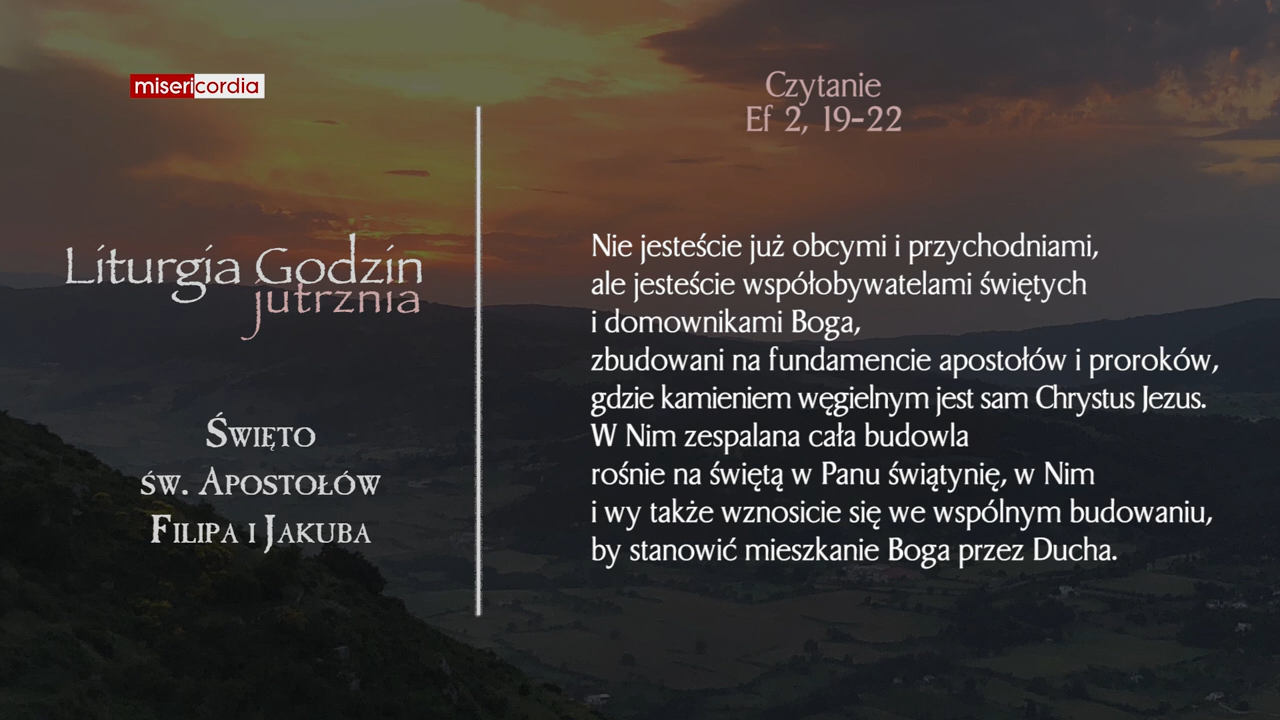 misericordia
Liturgia Godzin
jutrznia
Święto
św. Apostołów
Filipa i Jakuba
Czytanie
Ef 2, 19-22
Nie jesteście już obcymi i przychodniami,
ale jesteście współobywatelami świętych
i domownikami Boga,
zbudowani na fundamencie apostołów i proroków,
gdzie kamieniem węgielnym jest sam Chrystus Jezus.
W Nim zespalana cała budowla
rośnie na świętą w Panu świątynię, w Nim
i wy także wznosicie się we wspólnym budowaniu,
by stanowić mieszkanie Boga przez Ducha.